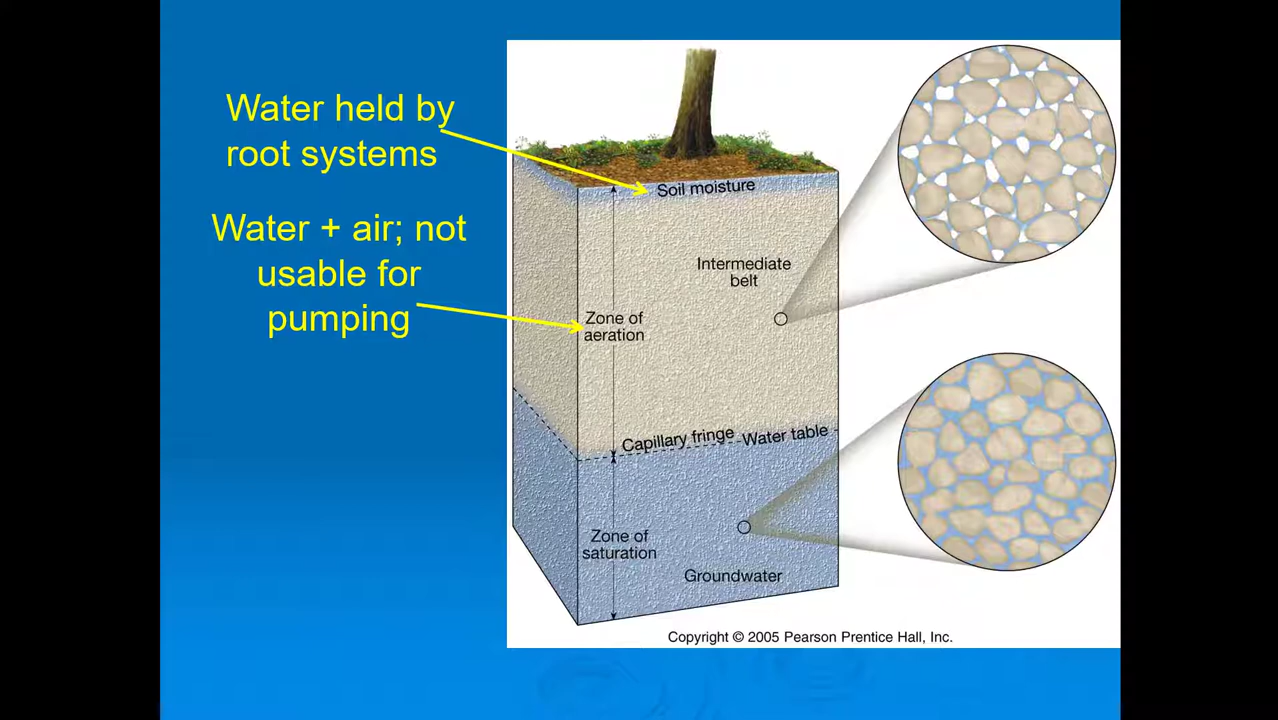 Water held by
root systems
Water + air; not
usable for
pumping
Soil moisture
Intermediate
belt
Zone of
aeration
Capillary fringe
Water table
Zone of
saturation
Groundwater
Copyright © 2005 Pearson Prentice Hall, Inc.